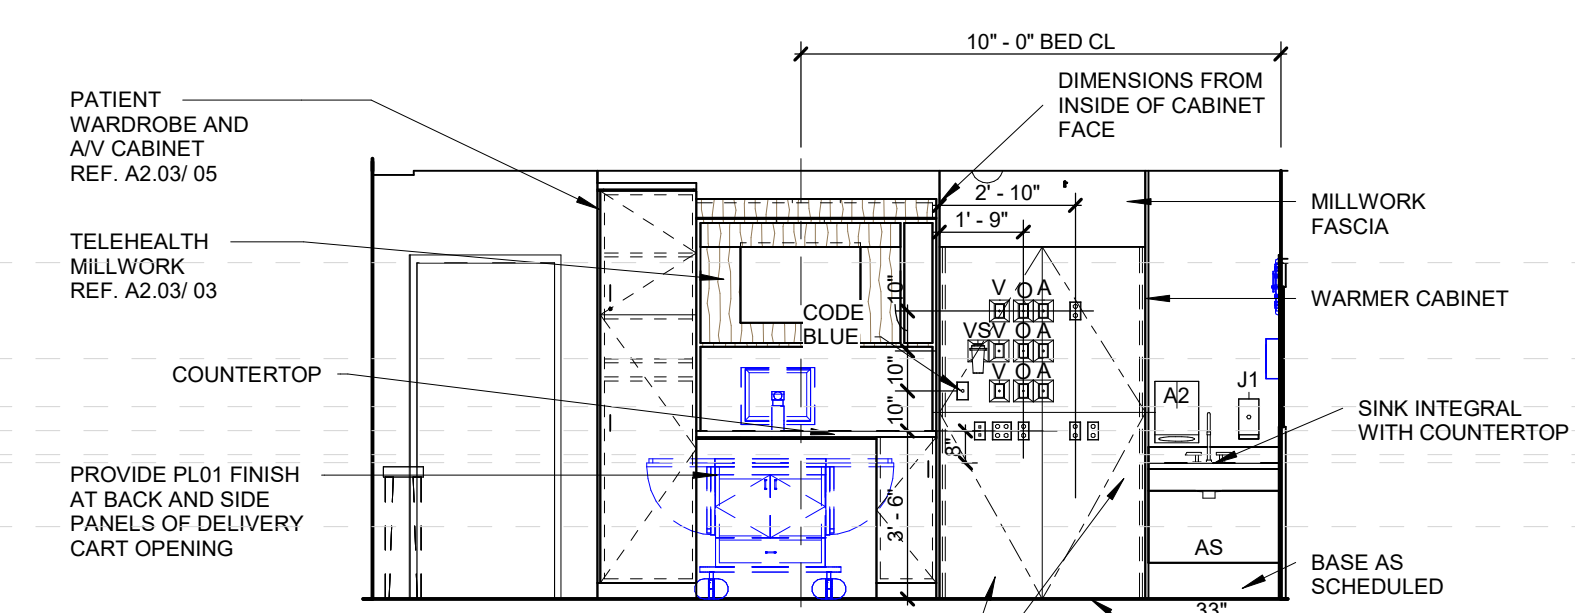 10" - 0" BED CL
DIMENSIONS FROM
INSIDE OF CABINET
FACE
PATIENT
WARDROBE AND
A/V CABINET
REF. A2.03/ 05
2' - 10"
1' - 9"
MILLWORK
FASCIA
TELEHEALTH
MILLWORK
REF. A2.03/ 03
10"
V O A
WARMER CABINET
CODE
BLUE
VS V O A
COUNTERTOP
10"
V O A
A2
J1
10"
SINK INTEGRAL
WITH COUNTERTOP
8"
PROVIDE PL01 FINISH
AT BACK AND SIDE
PANELS OF DELIVERY
CART OPENING
3' - 6"
AS
BASE AS
SCHEDULED
33"